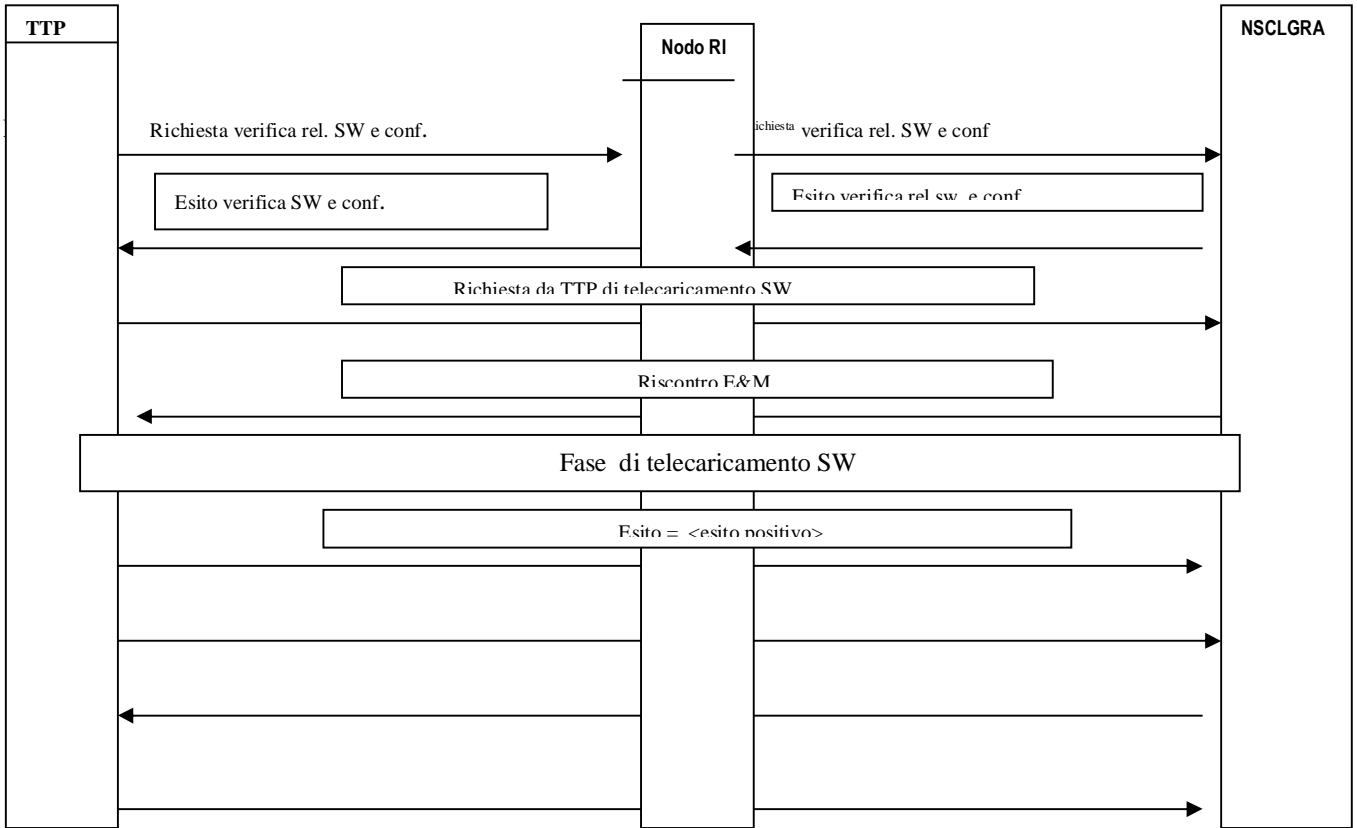 TTP
Nodo RI
NSCLGRA
Richiesta verifica rel. SW e conf.
ichiesta verifica rel. SW e conf
Esito verifica SW e conf.
Esito verifica rel sw e conf
Richiesta da TTP di telecaricamento SW
Riscontro E&M
Fase di telecaricamento SW
Esito = <esito positivo>